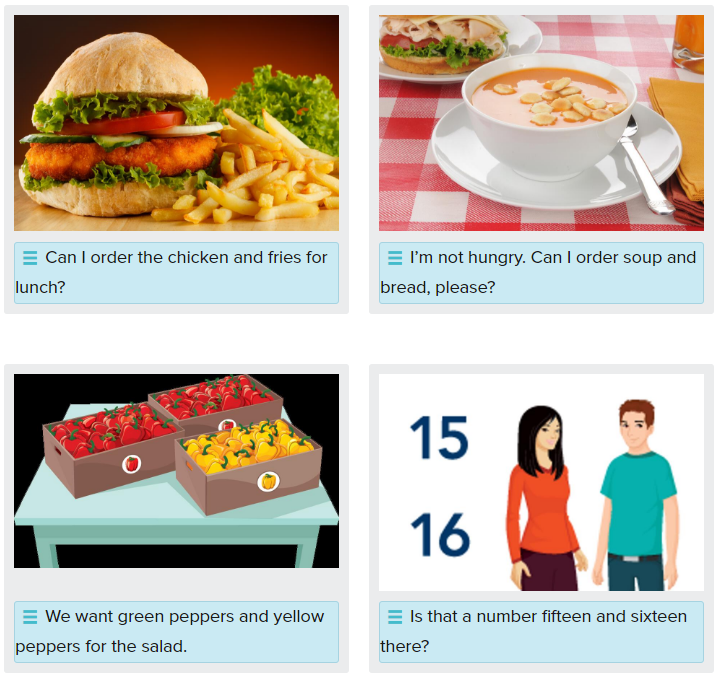 Can I order the chicken and fries for
lunch?
I'm not hungry. Can I order soup and
bread, please?
We want green peppers and yellow
peppers for the salad.
15
16
Is that a number fifteen and sixteen
there?